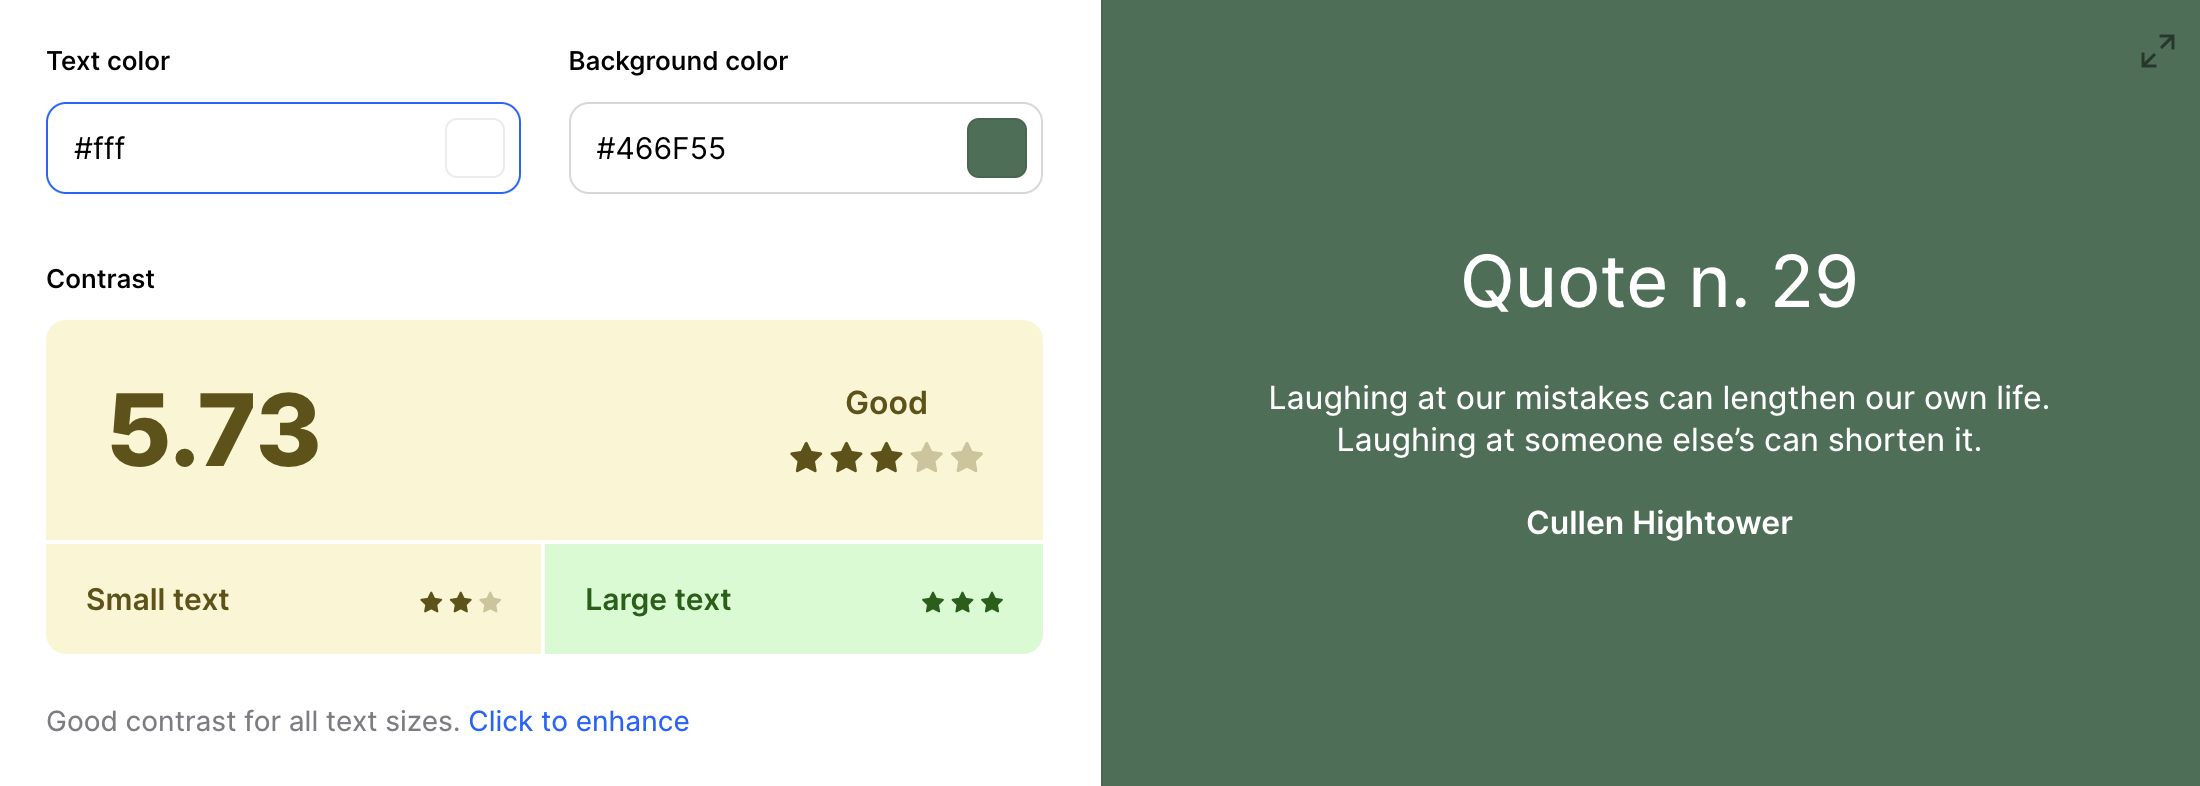 Text color
Background color
#fff
#466F55
Contrast
5.73
Good
Small text
Large text
Good contrast for all text sizes. Click to enhance
Quote n. 29
Laughing at our mistakes can lengthen our own life.
Laughing at someone else’s can shorten it.
Cullen Hightower